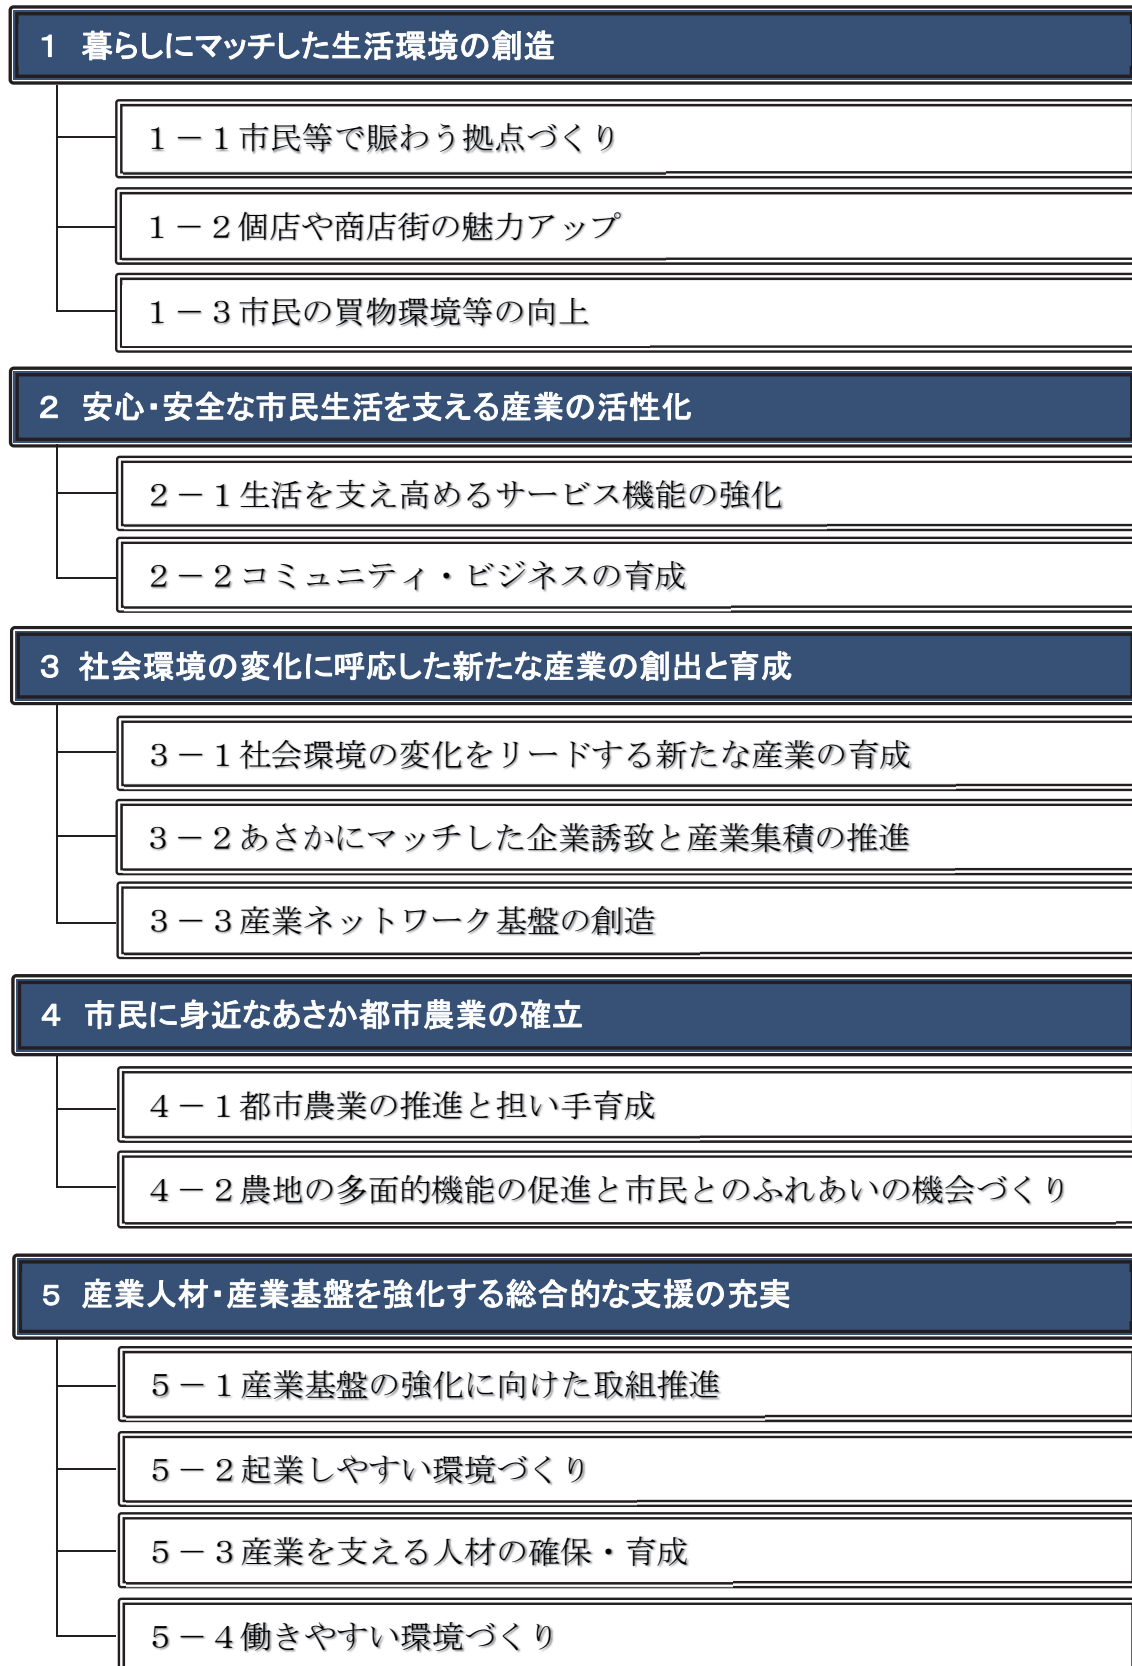 １ 暮らしにマッチした生活環境の創造
１－１市民等で賑わう拠点づくり
１－２個店や商店街の魅力アップ
１－３市民の買物環境等の向上
２ 安心・安全な市民生活を支える産業の活性化
２－１生活を支え高めるサービス機能の強化
２－２コミュニティ・ビジネスの育成
３ 社会環境の変化に呼応した新たな産業の創出と育成
３－１社会環境の変化をリードする新たな産業の育成
３－２あさかにマッチした企業誘致と産業集積の推進
３－３産業ネットワーク基盤の創造
４ 市民に身近なあさか都市農業の確立
４－１都市農業の推進と担い手育成
４－２農地の多面的機能の促進と市民とのふれあいの機会づくり
５ 産業人材・産業基盤を強化する総合的な支援の充実
５－１産業基盤の強化に向けた取組推進
５－２起業しやすい環境づくり
５－３産業を支える人材の確保・育成
５－４働きやすい環境づくり